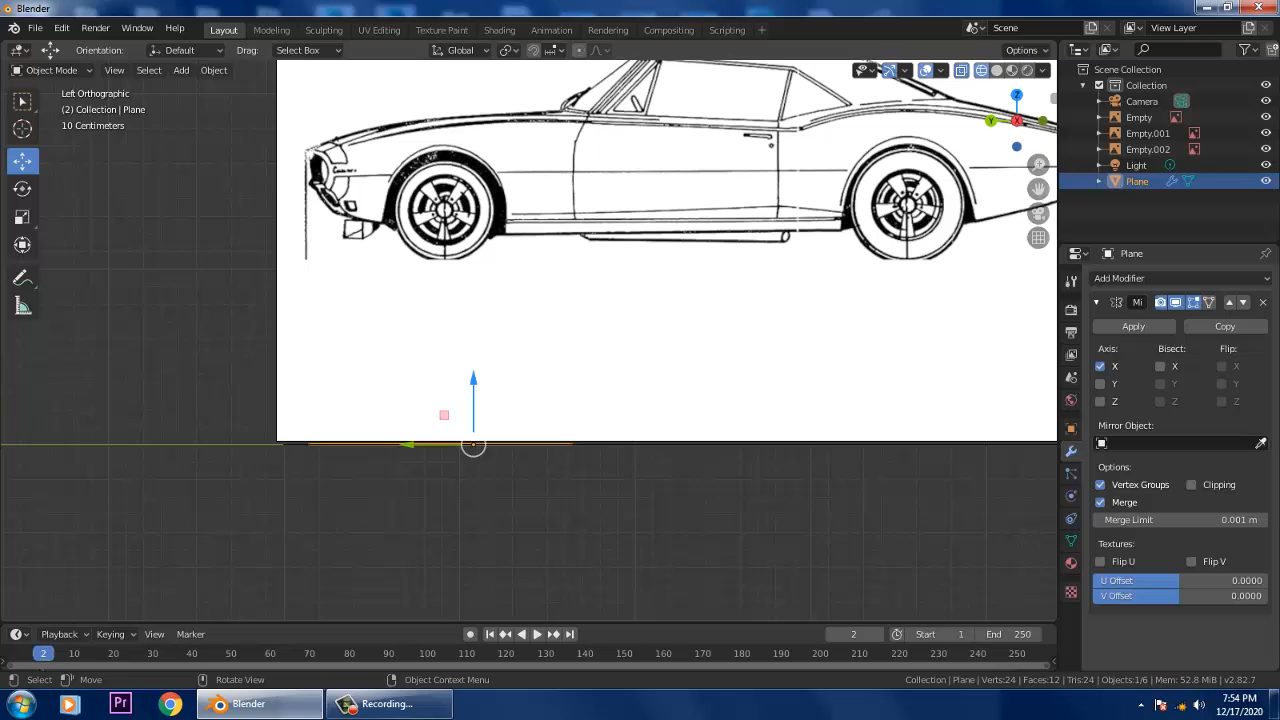 Blender
File Edit Render Window Help
Layout Modeling Sculpting UV Editing Texture Paint Shading Animation Rendering Compositing Scripting +
Scene
View Layer
Orientation: Default Drag: Select Box
Global
Options
Object Mode View Select Add Object
Left Orthographic
(2) Collection | Plane
10 Centimeters
Z
Y
X
Scene Collection
Collection
Camera
Empty
Empty.001
Empty.002
Light
Plane
Plane
Add Modifier
Mi
Apply Copy
Axis: Bisect: Flip:
X X X
Y Y Y
Z Z Z
Mirror Object:
Options:
Vertex Groups Clipping
Merge
Merge Limit 0.001 m
Textures:
Flip U Flip V
U Offset 0.0000
V Offset 0.0000
Playback Keying View Marker
2 Start 1 End 250
2 10 20 30 40 50 60 70 80 90 100 110 120 130 140 150 160 170 180 190 200 210 220 230 240 250
Select Move Rotate View Object Context Menu
Collection | Plane | Verts:24 | Faces:12 | Tris:24 | Objects:1/6 | Mem: 52.8 MiB | v2.82.7
Pr
Blender
Recording...
7:54 PM
12/17/2020